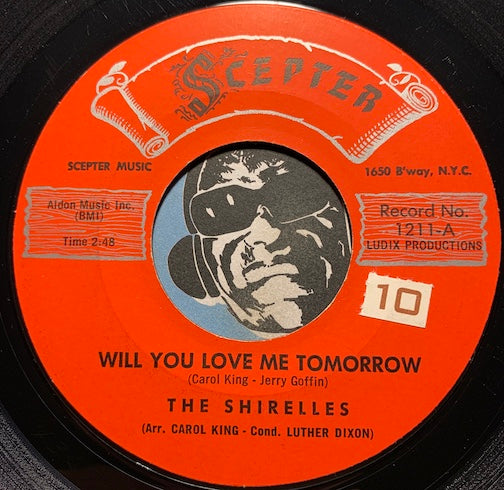 SCEPTER
SCEPTER MUSIC
1650 B'way, N.Y.C.
Aldon Music Inc.
(BMI)
Time 2:48
Record No.
1211-A
LUDIX PRODUCTIONS
10
WILL YOU LOVE ME TOMORROW
(Carol King - Jerry Goffin)
THE SHIRELLES
(Arr. CAROL KING - Cond. LUTHER DIXON)